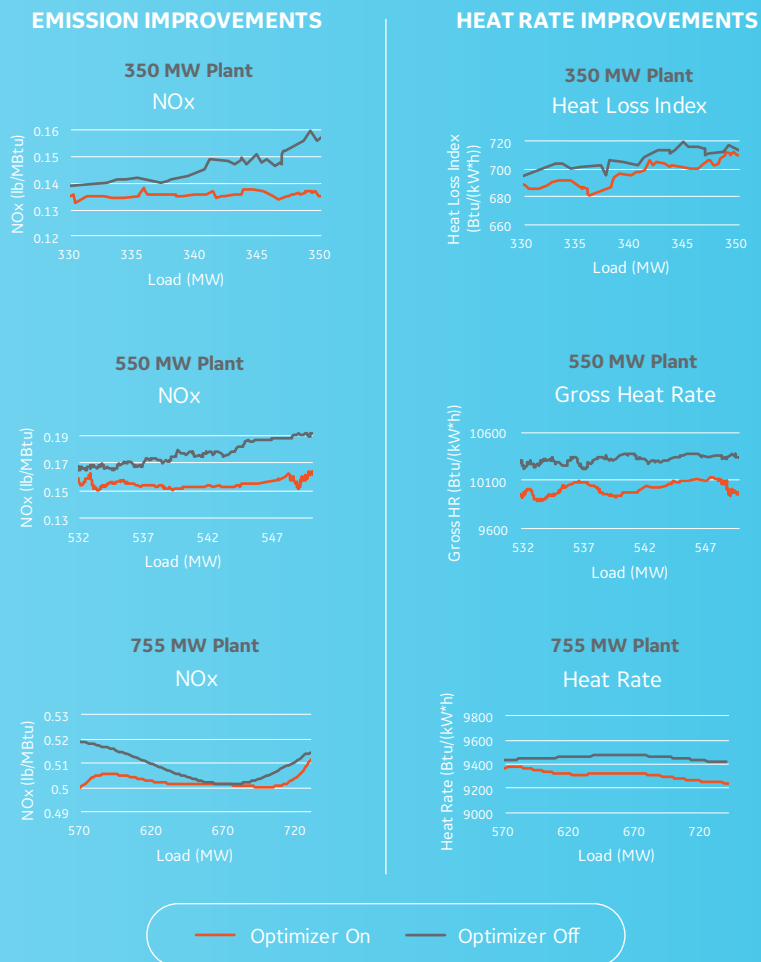 EMISSION IMPROVEMENTS
350 MW Plant
NOx
NOx (lb/MBtu)
0.16
0.15
0.14
0.13
0.12
330 335 340 345 350
Load (MW)
550 MW Plant
NOx
NOx (lb/MBtu)
0.19
0.17
0.15
0.13
532 537 542 547
Load (MW)
755 MW Plant
NOx
NOx (lb/MBtu)
0.53
0.52
0.51
0.5
0.49
570 620 670 720
Load (MW)
HEAT RATE IMPROVEMENTS
350 MW Plant
Heat Loss Index
Heat Loss Index
(Btu/(kW*h))
720
700
680
660
330 335 340 345 350
Load (MW)
550 MW Plant
Gross Heat Rate
Gross HR (Btu/(kW*h))
10600
10100
9600
532 537 542 547
Load (MW)
755 MW Plant
Heat Rate
Heat Rate (Btu/(kW*h)
9800
9600
9400
9200
9000
570 620 670 720
Load (MW)
Optimizer On Optimizer Off